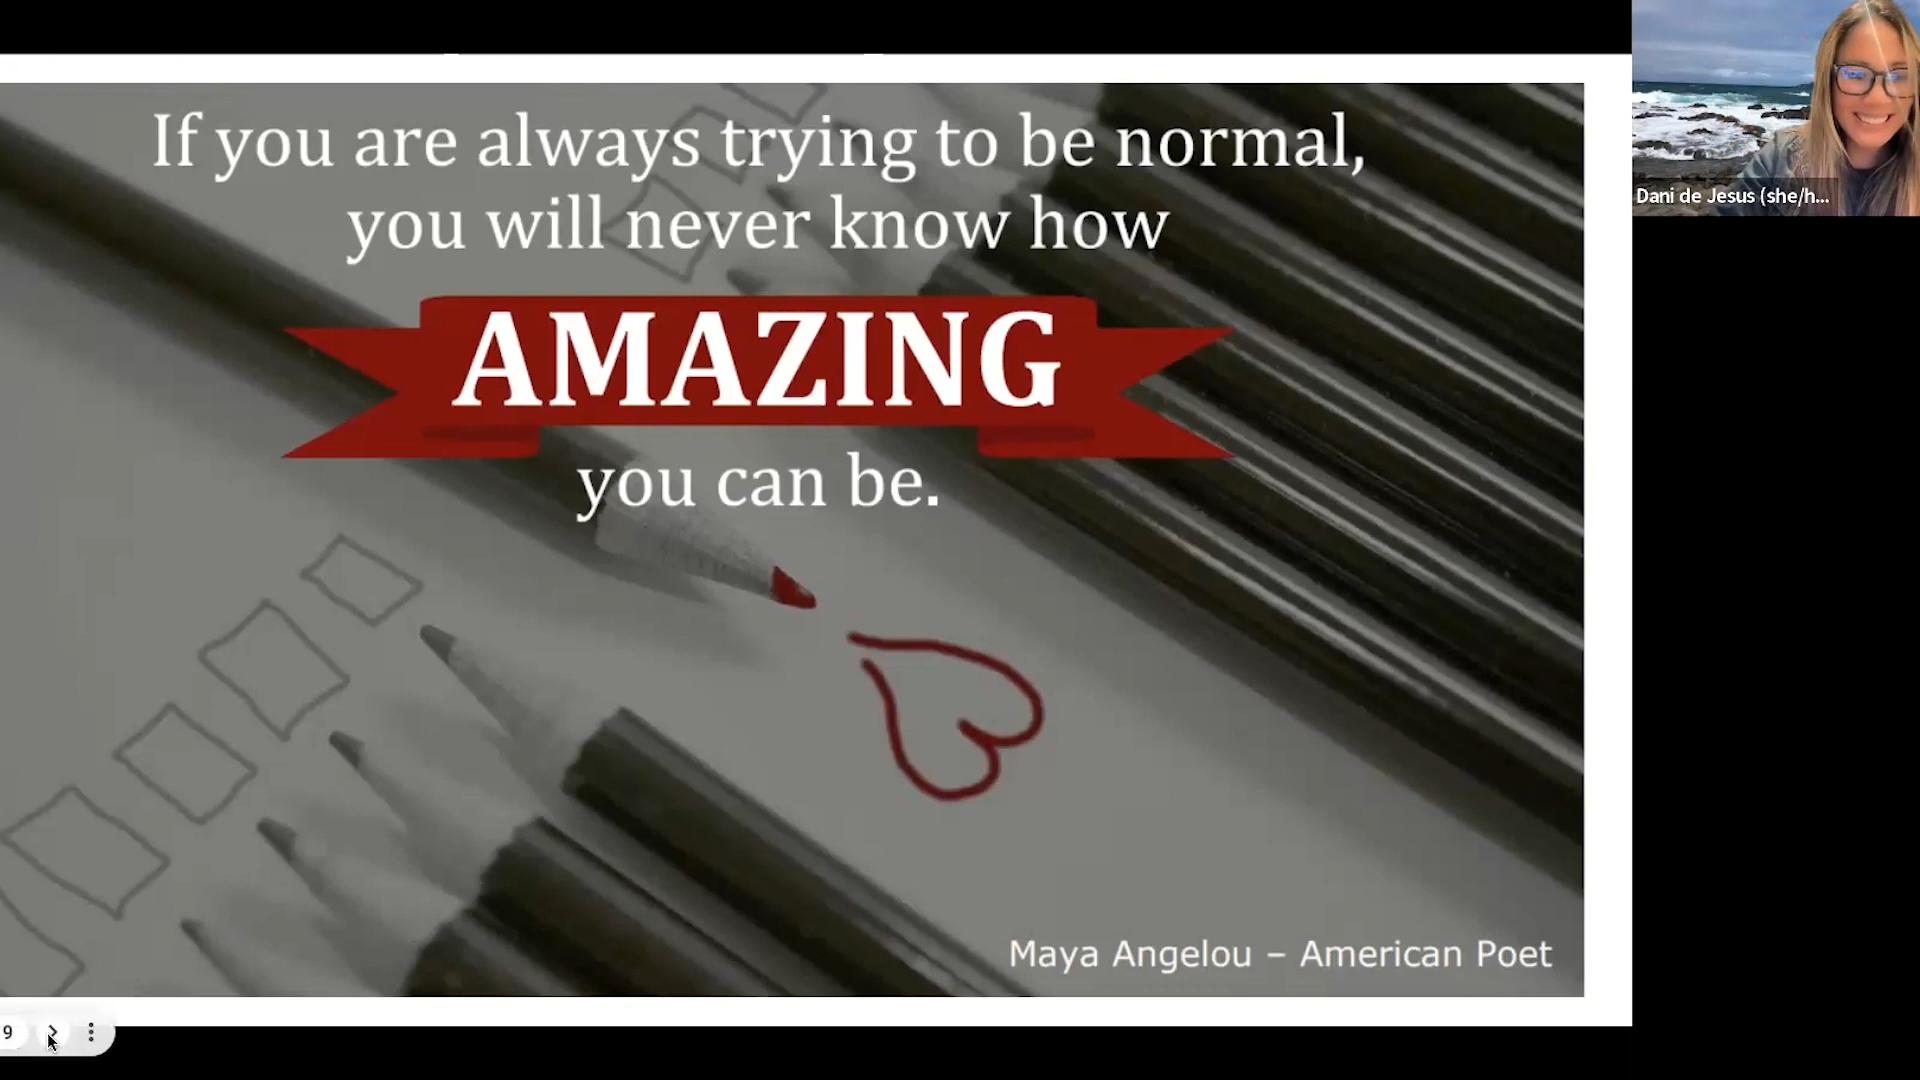 If you are always trying to be normal,
you will never know how
AMAZING
you can be.
Maya Angelou – American Poet
Dani de Jesus (she/h...
9